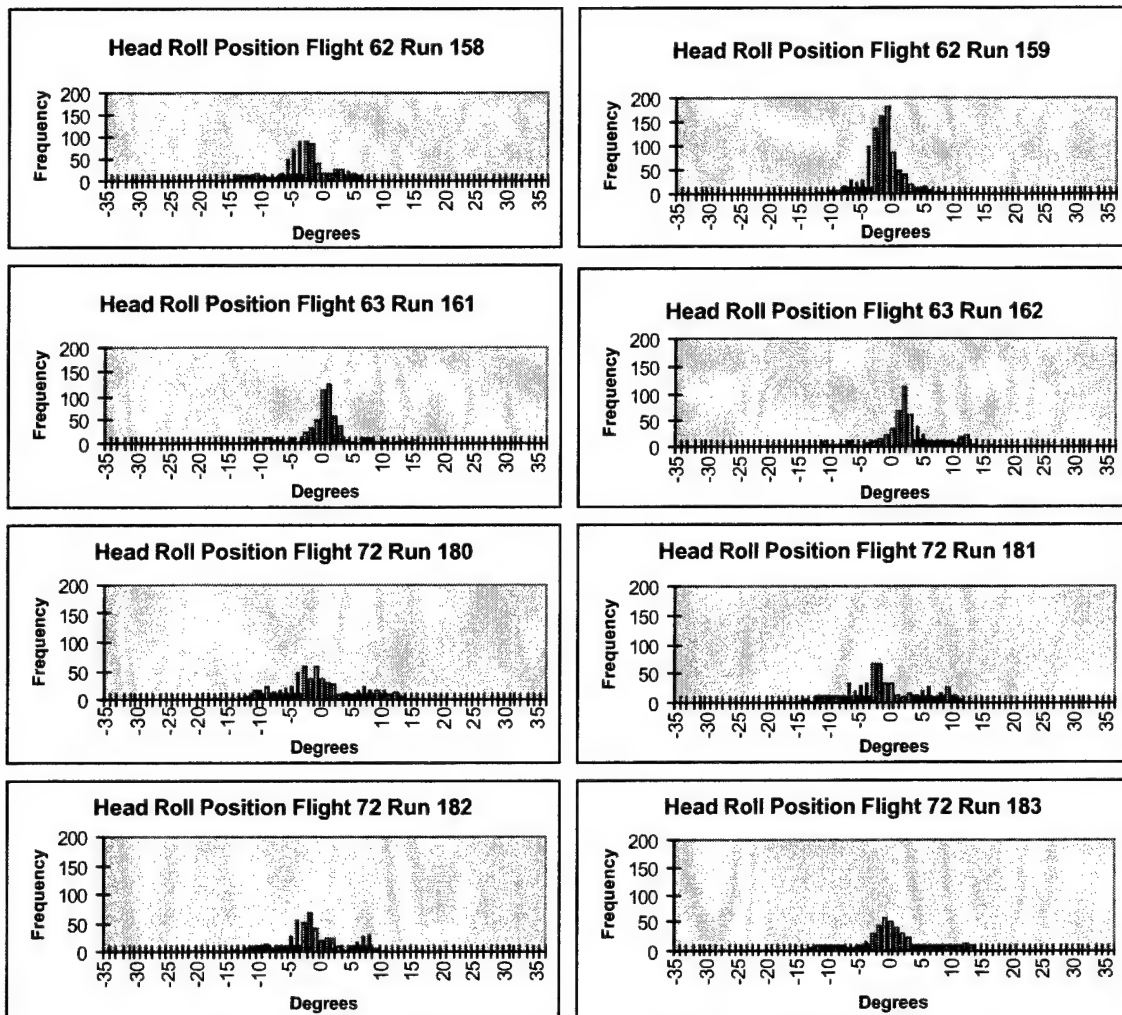 Head Roll Position Flight 62 Run 158
Frequency
200
150
100
50
0
-35 -30 -25 -20 -15 -10 -5 0 5 10 15 20 25 30 35
Degrees
Head Roll Position Flight 62 Run 159
Frequency
200
150
100
50
0
-35 -30 -25 -20 -15 -10 -5 0 5 10 15 20 25 30 35
Degrees
Head Roll Position Flight 63 Run 161
Frequency
200
150
100
50
0
-35 -30 -25 -20 -15 -10 -5 0 5 10 15 20 25 30 35
Degrees
Head Roll Position Flight 63 Run 162
Frequency
200
150
100
50
0
-35 -30 -25 -20 -15 -10 -5 0 5 10 15 20 25 30 35
Degrees
Head Roll Position Flight 72 Run 180
Frequency
200
150
100
50
0
-35 -30 -25 -20 -15 -10 -5 0 5 10 15 20 25 30 35
Degrees
Head Roll Position Flight 72 Run 181
Frequency
200
150
100
50
0
-35 -30 -25 -20 -15 -10 -5 0 5 10 15 20 25 30 35
Degrees
Head Roll Position Flight 72 Run 182
Frequency
200
150
100
50
0
-35 -30 -25 -20 -15 -10 -5 0 5 10 15 20 25 30 35
Degrees
Head Roll Position Flight 72 Run 183
Frequency
200
150
100
50
0
-35 -30 -25 -20 -15 -10 -5 0 5 10 15 20 25 30 35
Degrees